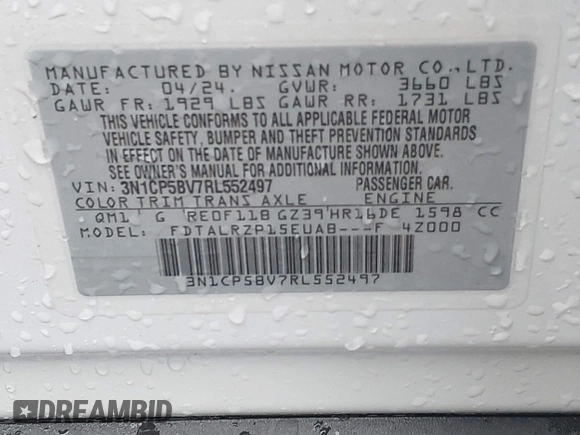 MANUFACTURED BY NISSAN MOTOR CO., LTD.
DATE: 04/24. GVWR: 3660 LBS
GAWR FR: 1929 LBS GAWR RR: 1731 LBS
THIS VEHICLE CONFORMS TO ALL APPLICABLE FEDERAL MOTOR
VEHICLE SAFETY, BUMPER AND THEFT PREVENTION STANDARDS
IN EFFECT ON THE DATE OF MANUFACTURE SHOWN ABOVE.
SEE OWNER'S MANUAL FOR ADDITIONAL INFORMATION.
VIN: 3N1CP5BV7RL552497 PASSENGER CAR.
COLOR TRIM TRANS AXLE ENGINE
QM1 G RE0F11B GZ39 HR16DE 1598 CC
MODEL: FDTALRZP15EUAB---F 4Z000
3N1CP5BV7RL552497
DREAMBID